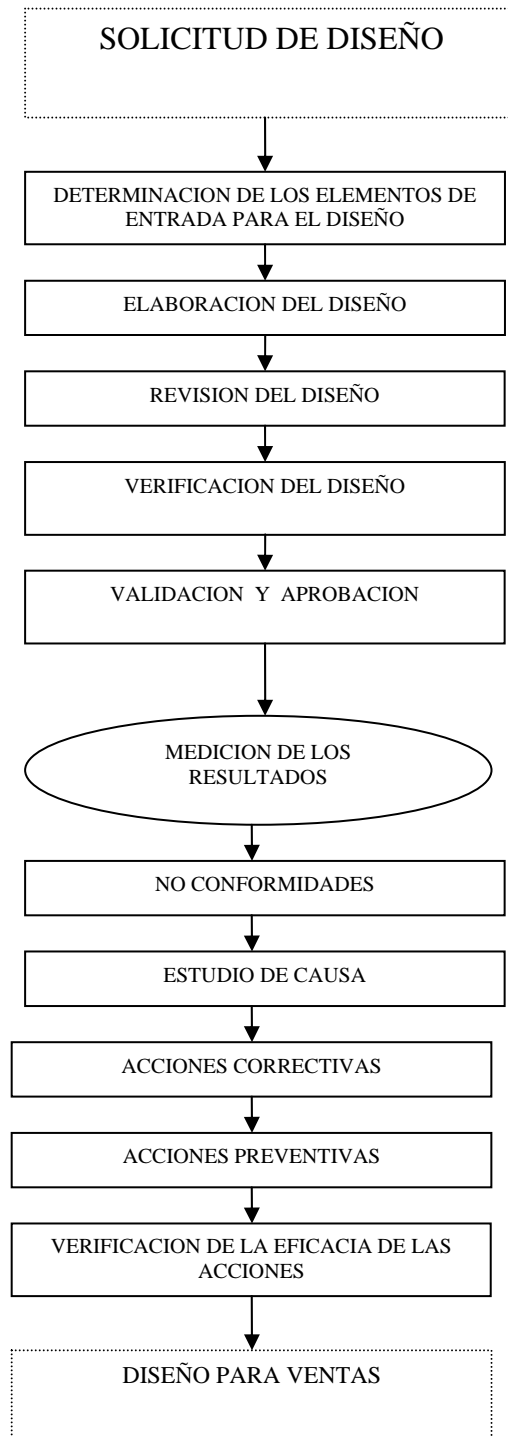 SOLICITUD DE DISEÑO
DETERMINACION DE LOS ELEMENTOS DE
ENTRADA PARA EL DISEÑO
ELABORACION DEL DISEÑO
REVISION DEL DISEÑO
VERIFICACION DEL DISEÑO
VALIDACION Y APROBACION
MEDICION DE LOS
RESULTADOS
NO CONFORMIDADES
ESTUDIO DE CAUSA
ACCIONES CORRECTIVAS
ACCIONES PREVENTIVAS
VERIFICACION DE LA EFICACIA DE LAS
ACCIONES
DISEÑO PARA VENTAS